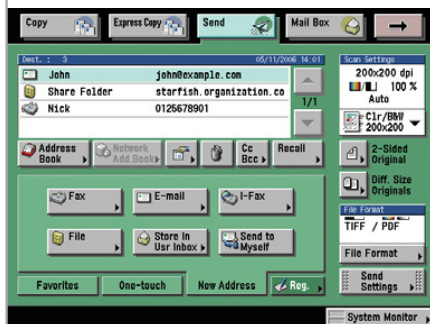 Copy Express Copy Send Mail Box
Dest. : 3 05/11/2006 14:01
John john@example.com
Share Folder starfish.organization.co
Nick 0125678901
1/1
Address Book Network Add.Book Cc Bcc Recall
Fax E-mail I-Fax
File Store In Usr Inbox Send to Myself
Favorites One-touch New Address Reg.
Scan Settings
200x200 dpi
100 %
Auto
Clr/B&W
200x200
2-Sided
Original
Diff. Size
Originals
File Format
TIFF / PDF
File Format
Send
Settings
System Monitor